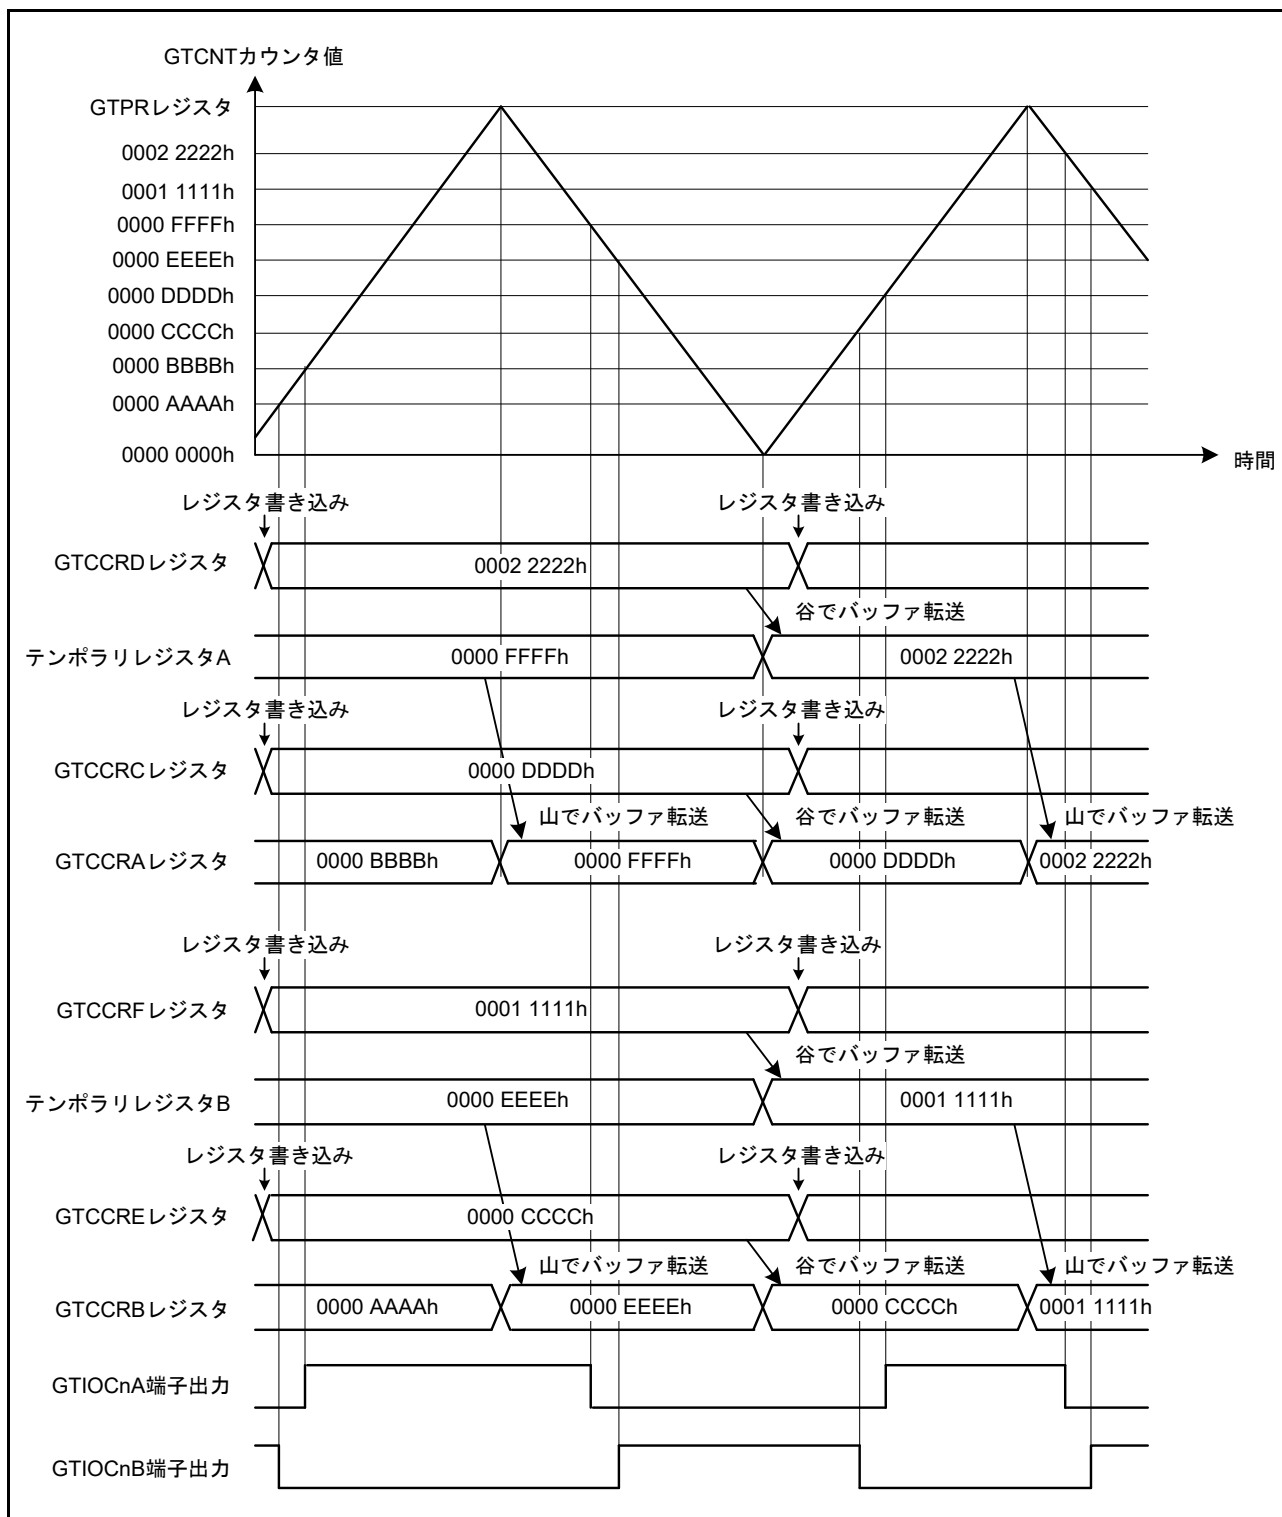 GTCNTカウンタ値
GTPRレジスタ
0002 2222h
0001 1111h
0000 FFFFh
0000 EEEEh
0000 DDDDh
0000 CCCCh
0000 BBBBh
0000 AAAAh
0000 0000h
時間
レジスタ書き込み レジスタ書き込み
GTCCRDレジスタ 0002 2222h
谷でバッファ転送
テンポラリレジスタA 0000 FFFFh 0002 2222h
レジスタ書き込み レジスタ書き込み
GTCCRCレジスタ 0000 DDDDh
山でバッファ転送 谷でバッファ転送 山でバッファ転送
GTCCRAレジスタ 0000 BBBBh 0000 FFFFh 0000 DDDDh 0002 2222h
レジスタ書き込み レジスタ書き込み
GTCCRFレジスタ 0001 1111h
谷でバッファ転送
テンポラリレジスタB 0000 EEEEh 0001 1111h
レジスタ書き込み レジスタ書き込み
GTCCREレジスタ 0000 CCCCh
山でバッファ転送 谷でバッファ転送 山でバッファ転送
GTCCRBレジスタ 0000 AAAAh 0000 EEEEh 0000 CCCCh 0001 1111h
GTIOCnA端子出力
GTIOCnB端子出力